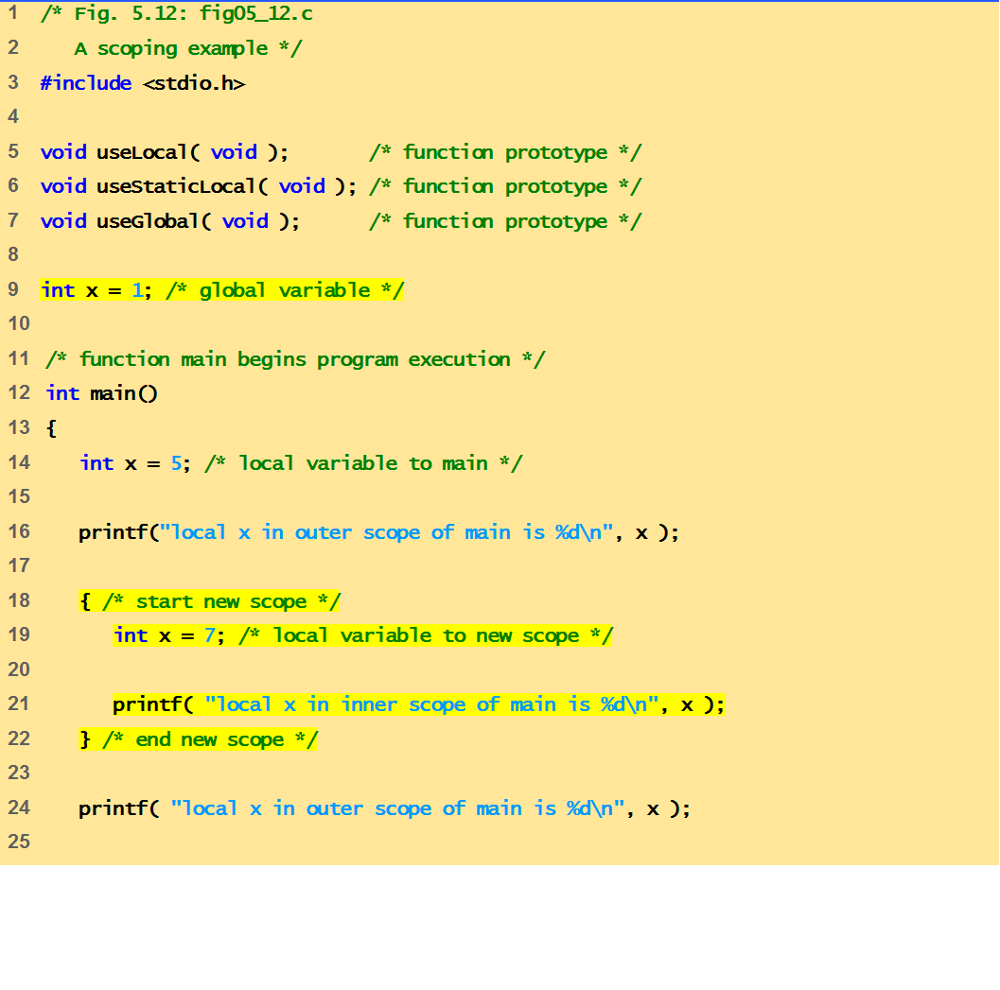 1 /* Fig. 5.12: fig05_12.c
2 A scoping example */
3 #include <stdio.h>
4
5 void useLocal( void ); /* function prototype */
6 void useStaticLocal( void ); /* function prototype */
7 void useGlobal( void ); /* function prototype */
8
9 int x = 1; /* global variable */
10
11 /* function main begins program execution */
12 int main()
13 {
14 int x = 5; /* local variable to main */
15
16 printf("local x in outer scope of main is %d\n", x );
17
18 { /* start new scope */
19 int x = 7; /* local variable to new scope */
20
21 printf( "local x in inner scope of main is %d\n", x );
22 } /* end new scope */
23
24 printf( "local x in outer scope of main is %d\n", x );
25